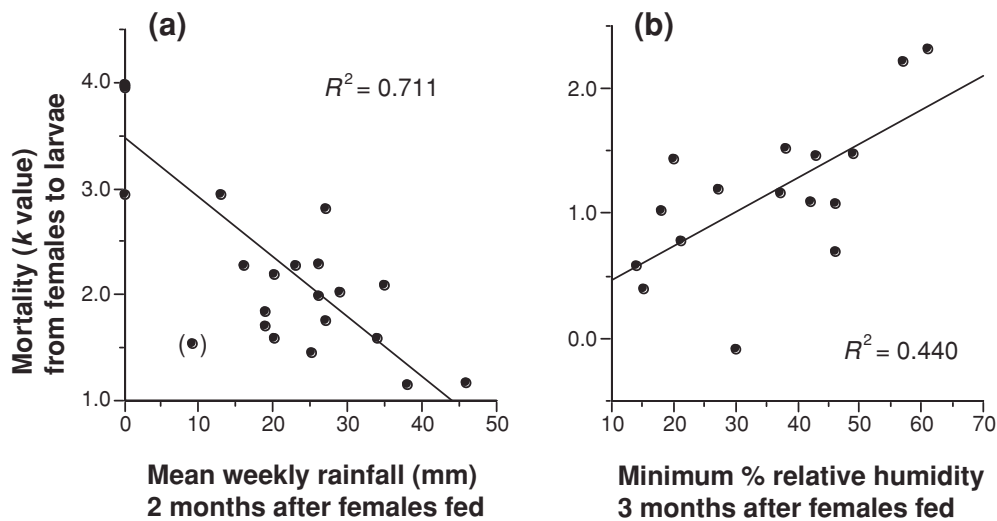 (a)
R² = 0.711
4.0
3.0
2.0
1.0
( )
0 10 20 30 40 50
Mortality (k value)
from females to larvae
Mean weekly rainfall (mm)
2 months after females fed
(b)
2.0
1.0
0.0
R² = 0.440
10 20 30 40 50 60 70
Minimum % relative humidity
3 months after females fed